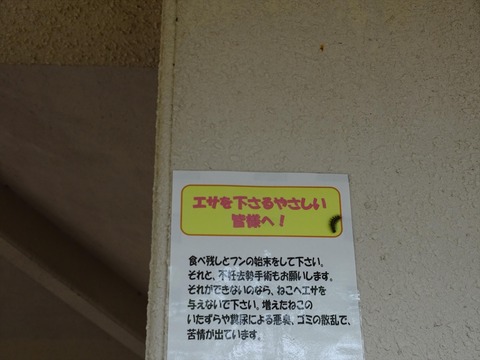 エサを下さるやさしい
皆様へ！
食べ残しとフンの始末をして下さい。
それと、不妊去勢手術もお願いします。
それができないのなら、ねこへエサを
与えないで下さい。増えたねこの
いたずらや糞尿による悪臭、ゴミの散乱で、
苦情が出ています。